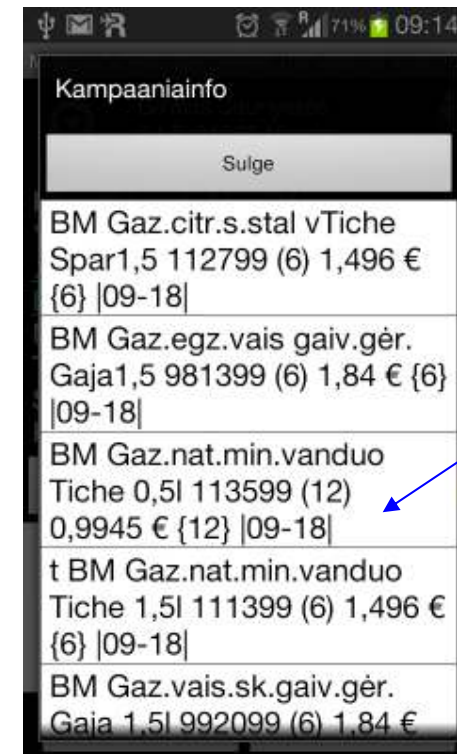 71% 09:14
Kampaaniainfo
Sulge
BM Gaz.citr.s.stal vTiche
Spar1,5 112799 (6) 1,496 €
{6} |09-18|
BM Gaz.egz.vais gaiv.gėr.
Gaja1,5 981399 (6) 1,84 € {6}
|09-18|
BM Gaz.nat.min.vanduo
Tiche 0,5l 113599 (12)
0,9945 € {12} |09-18|
t BM Gaz.nat.min.vanduo
Tiche 1,5l 111399 (6) 1,496 €
{6} |09-18|
BM Gaz.vais.sk.gaiv.gėr.
Gaja 1,5l 992099 (6) 1,84 €